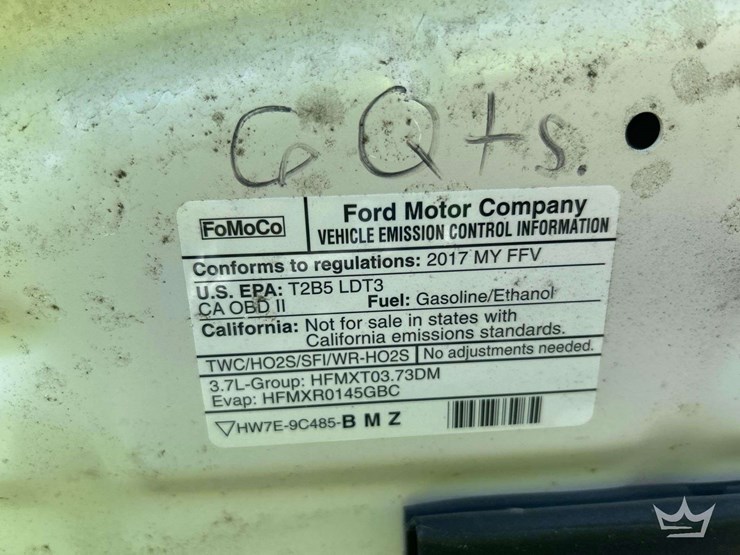 6 Qts.
FoMoCo
Ford Motor Company
VEHICLE EMISSION CONTROL INFORMATION
Conforms to regulations: 2017 MY FFV
U.S. EPA: T2B5 LDT3
CA OBD II Fuel: Gasoline/Ethanol
California: Not for sale in states with
California emissions standards.
TWC/HO2S/SFI/WR-HO2S No adjustments needed.
3.7L-Group: HFMXT03.73DM
Evap: HFMXR0145GBC
HW7E-9C485-B M Z